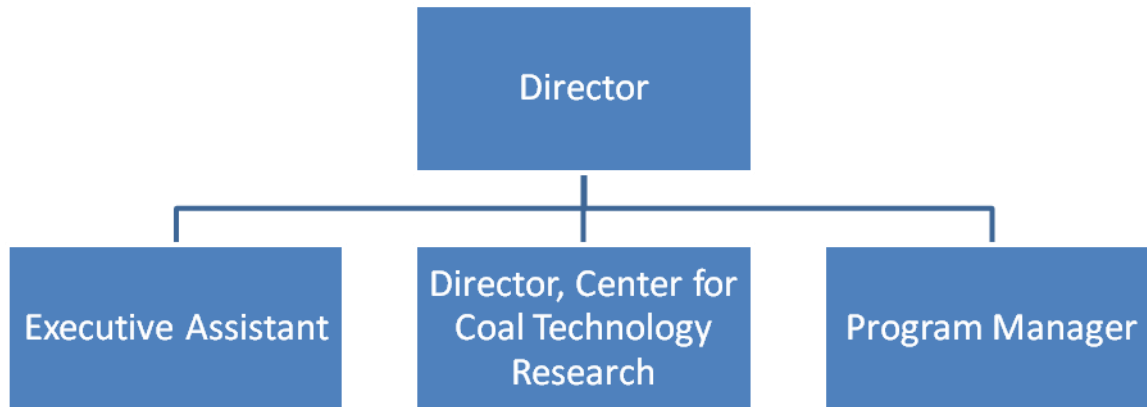 Director
Executive Assistant
Director, Center for
Coal Technology
Research
Program Manager